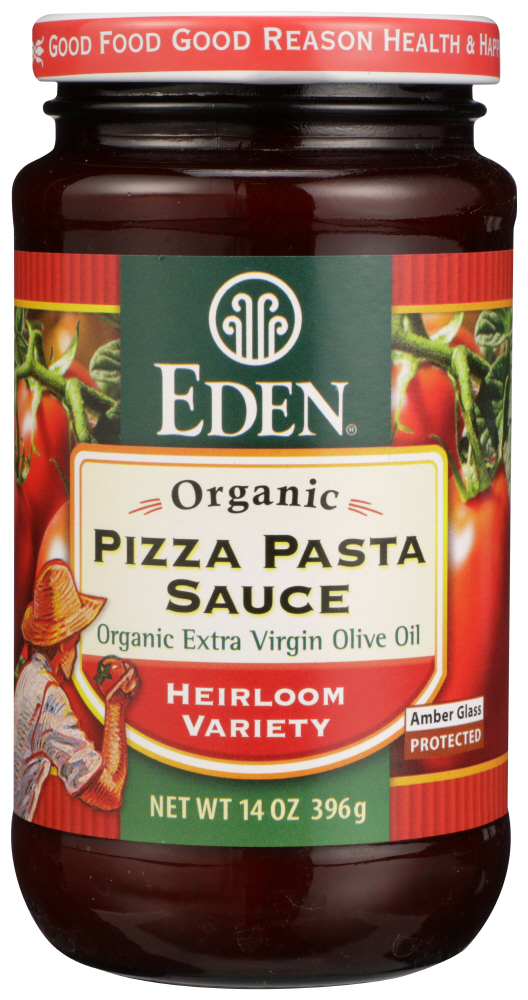 GOOD FOOD GOOD REASON HEALTH &
EDEN®
Organic
PIZZA PASTA
SAUCE
Organic Extra Virgin Olive Oil
HEIRLOOM
VARIETY
Amber Glass
PROTECTED
NET WT 14 OZ 396g